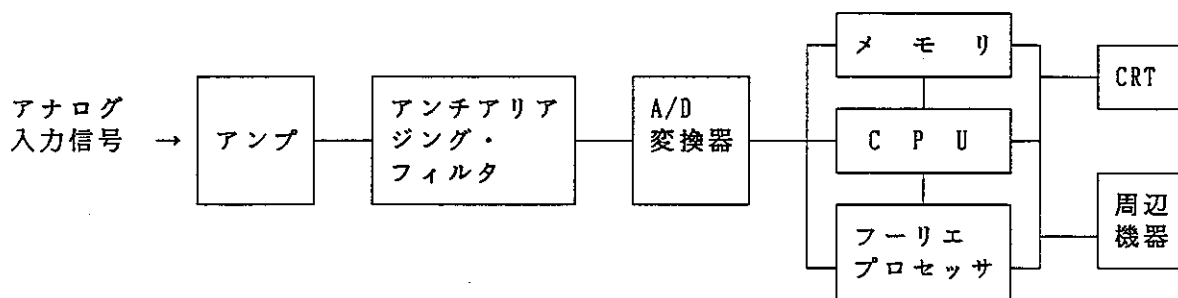 アナログ
入力信号 →
アンプ
アンチアリア
ジング・
フィルタ
A/D
変換器
メモリ
CPU
フーリエ
プロセッサ
CRT
周辺
機器